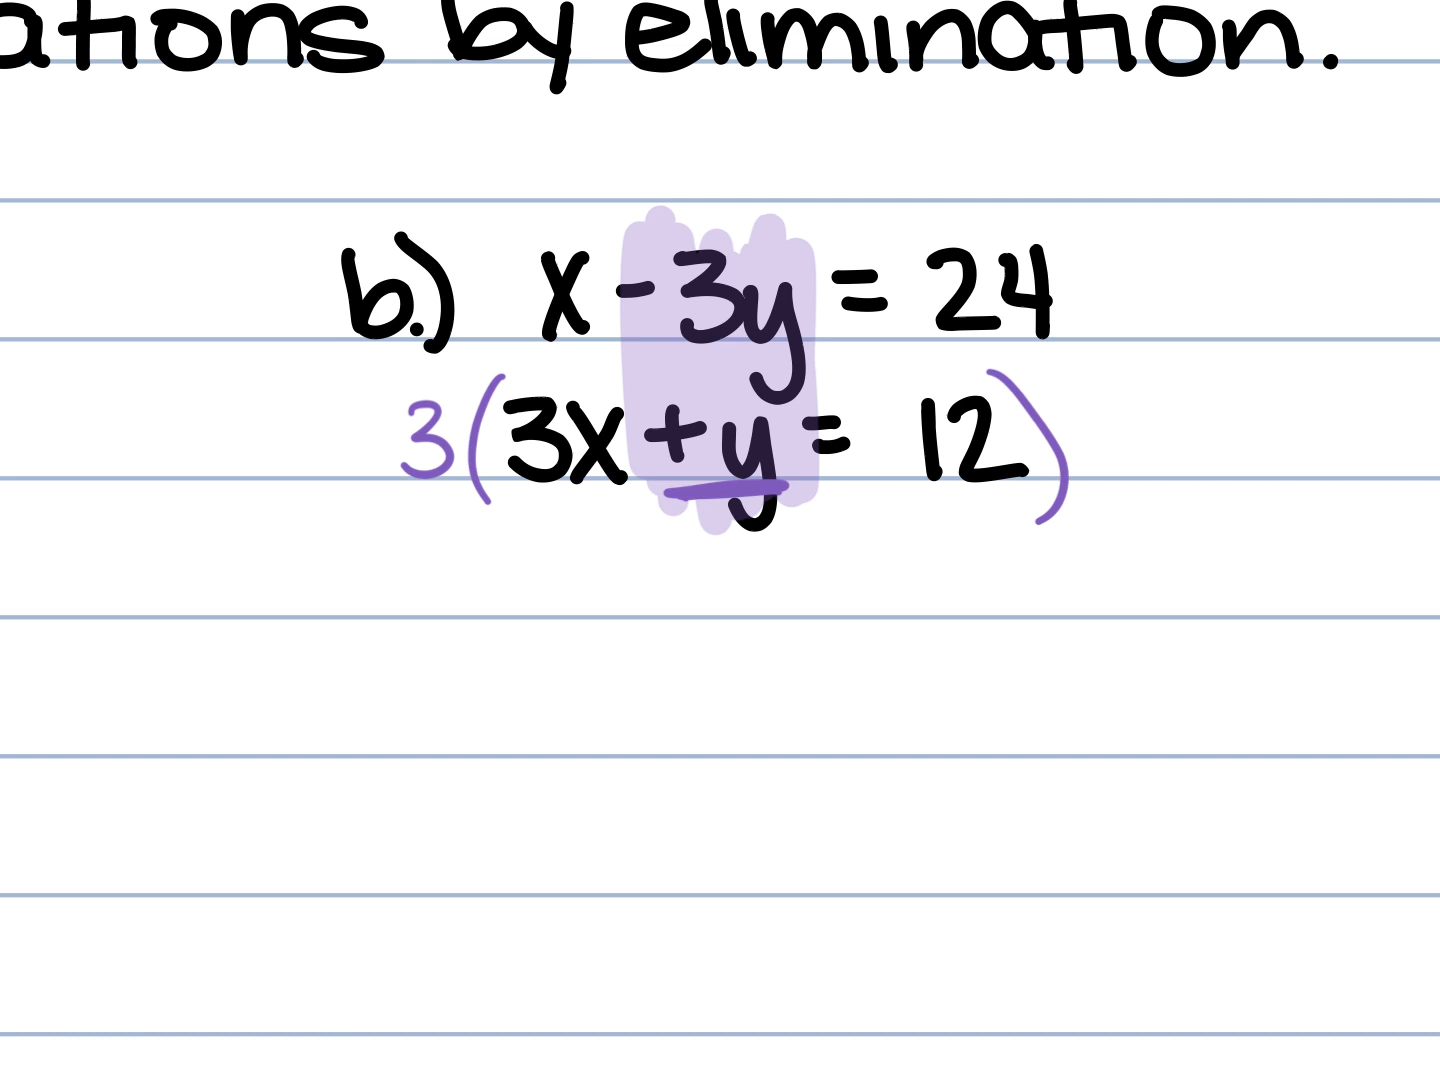 ations by elimination.
b.) x - 3y = 24
3(3x + y = 12)